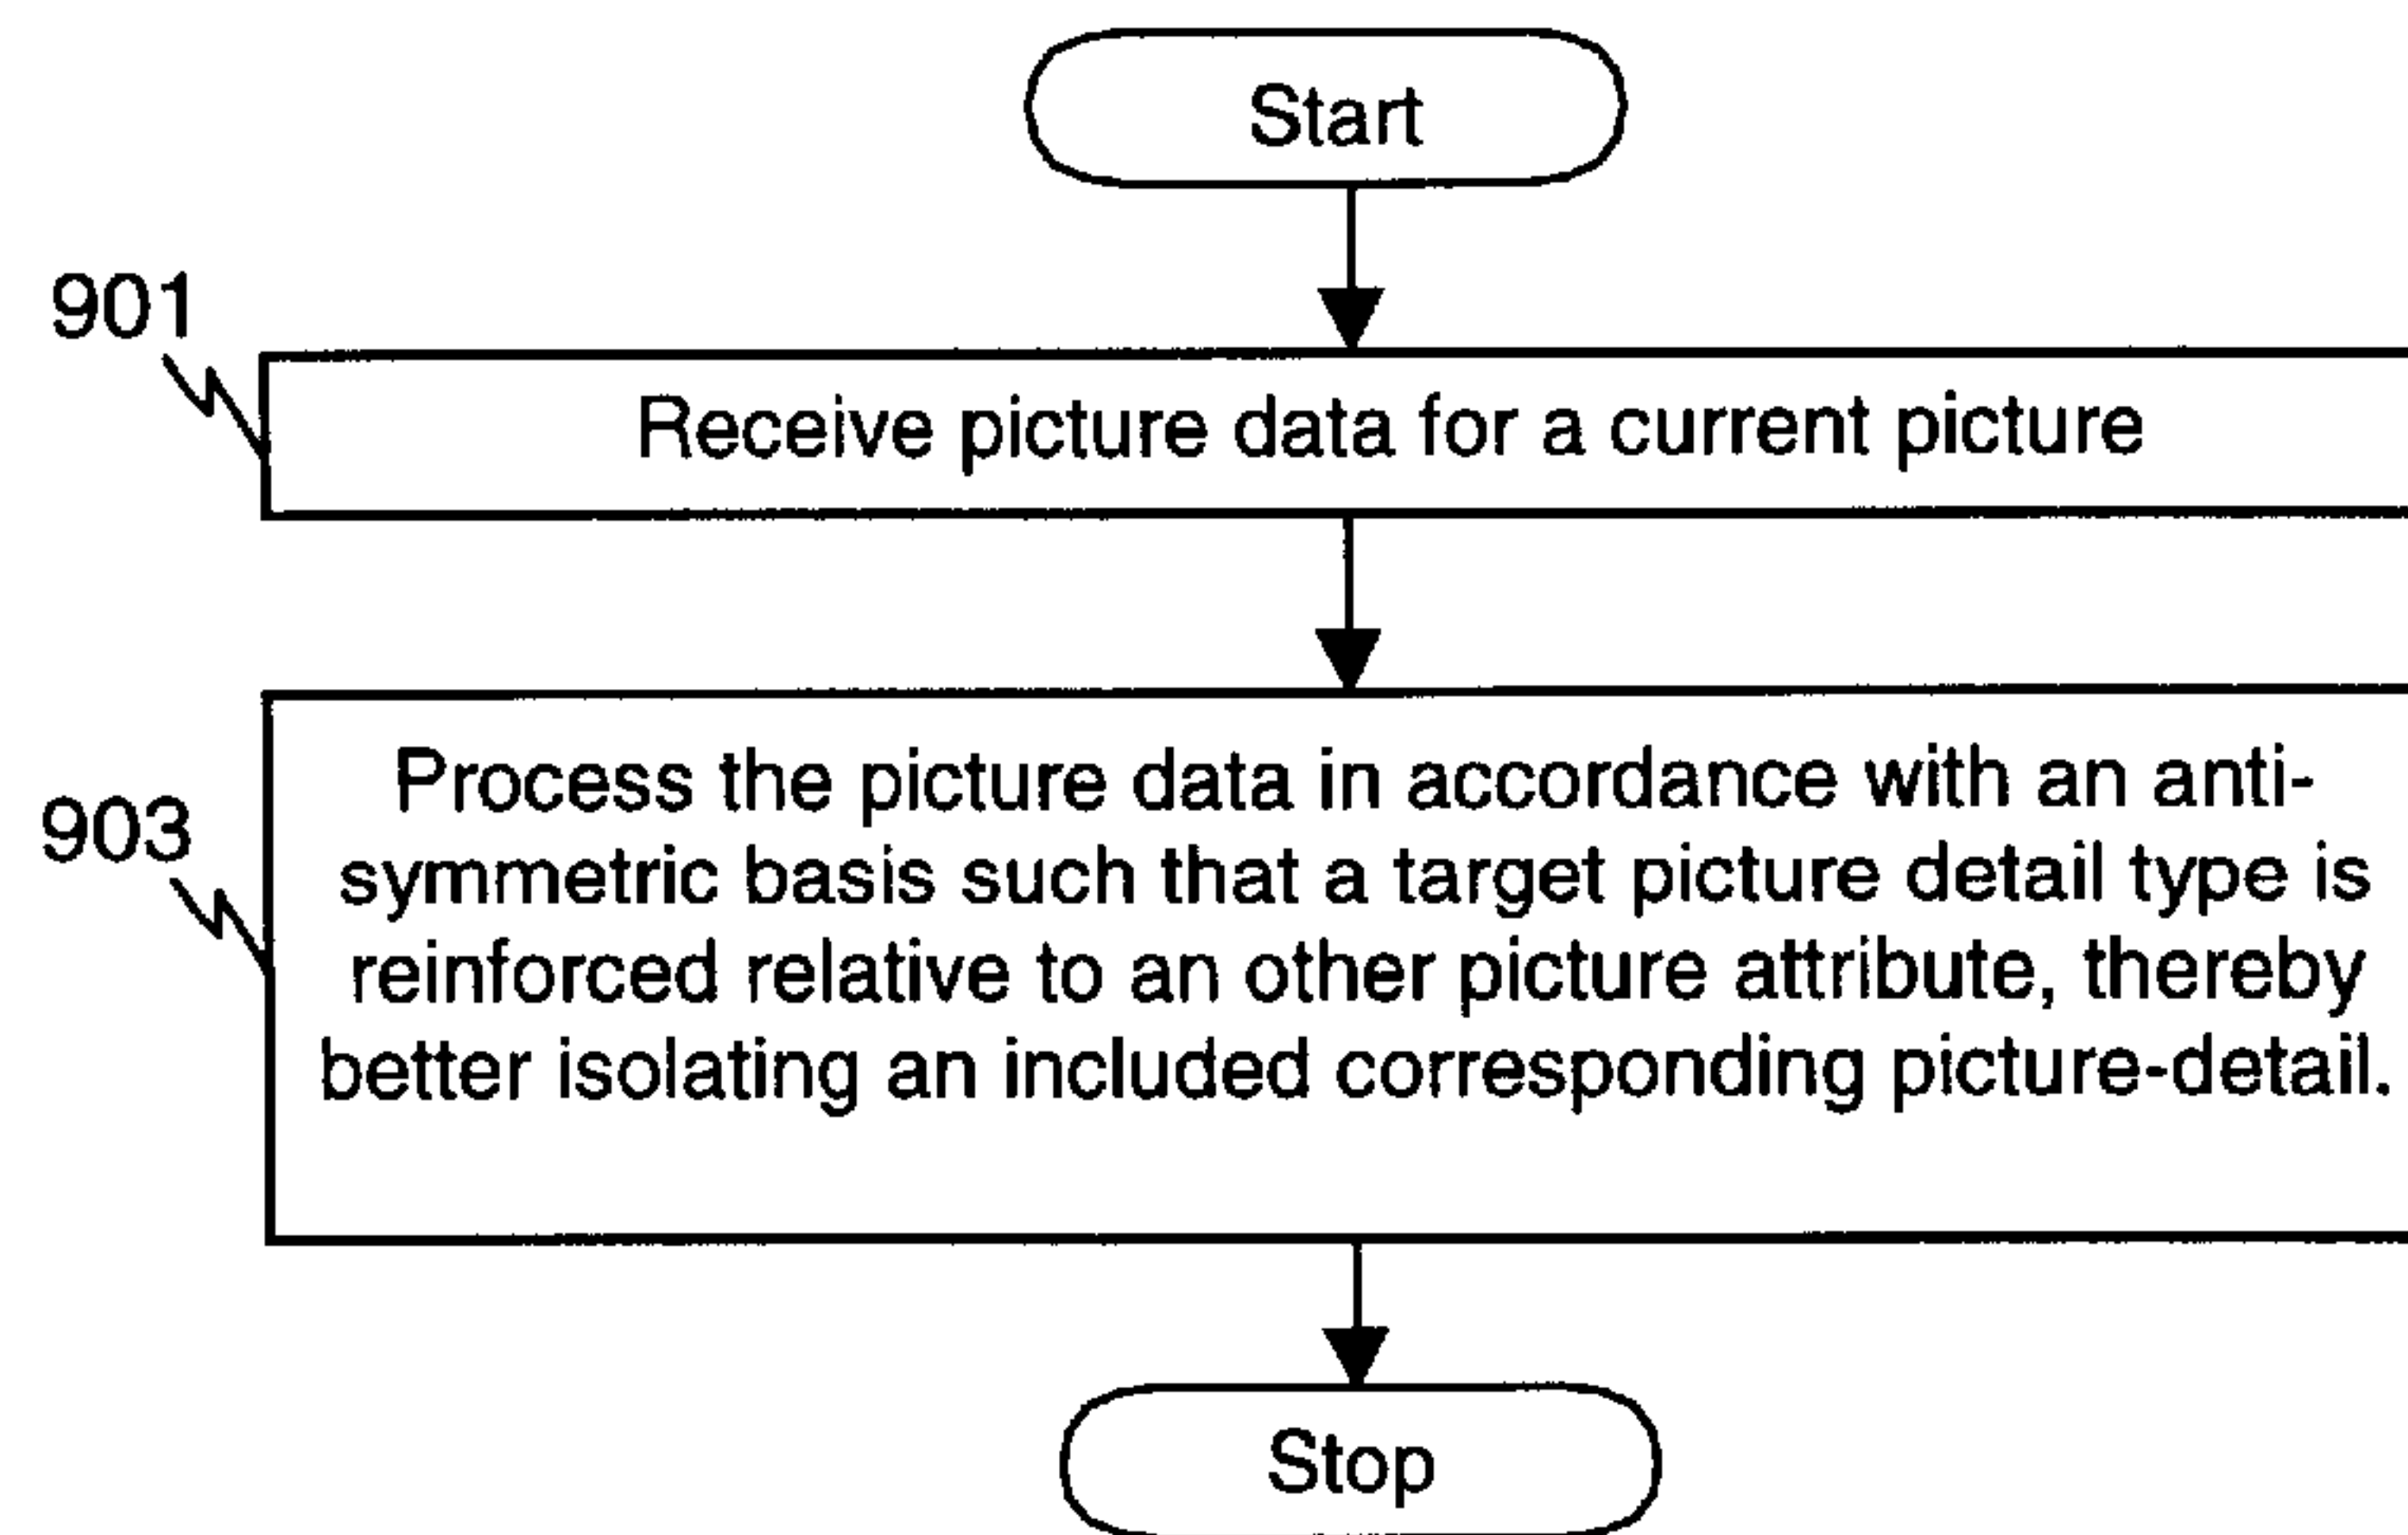 Start
901
Receive picture data for a current picture
903
Process the picture data in accordance with an anti-
symmetric basis such that a target picture detail type is
reinforced relative to an other picture attribute, thereby
better isolating an included corresponding picture-detail.
Stop